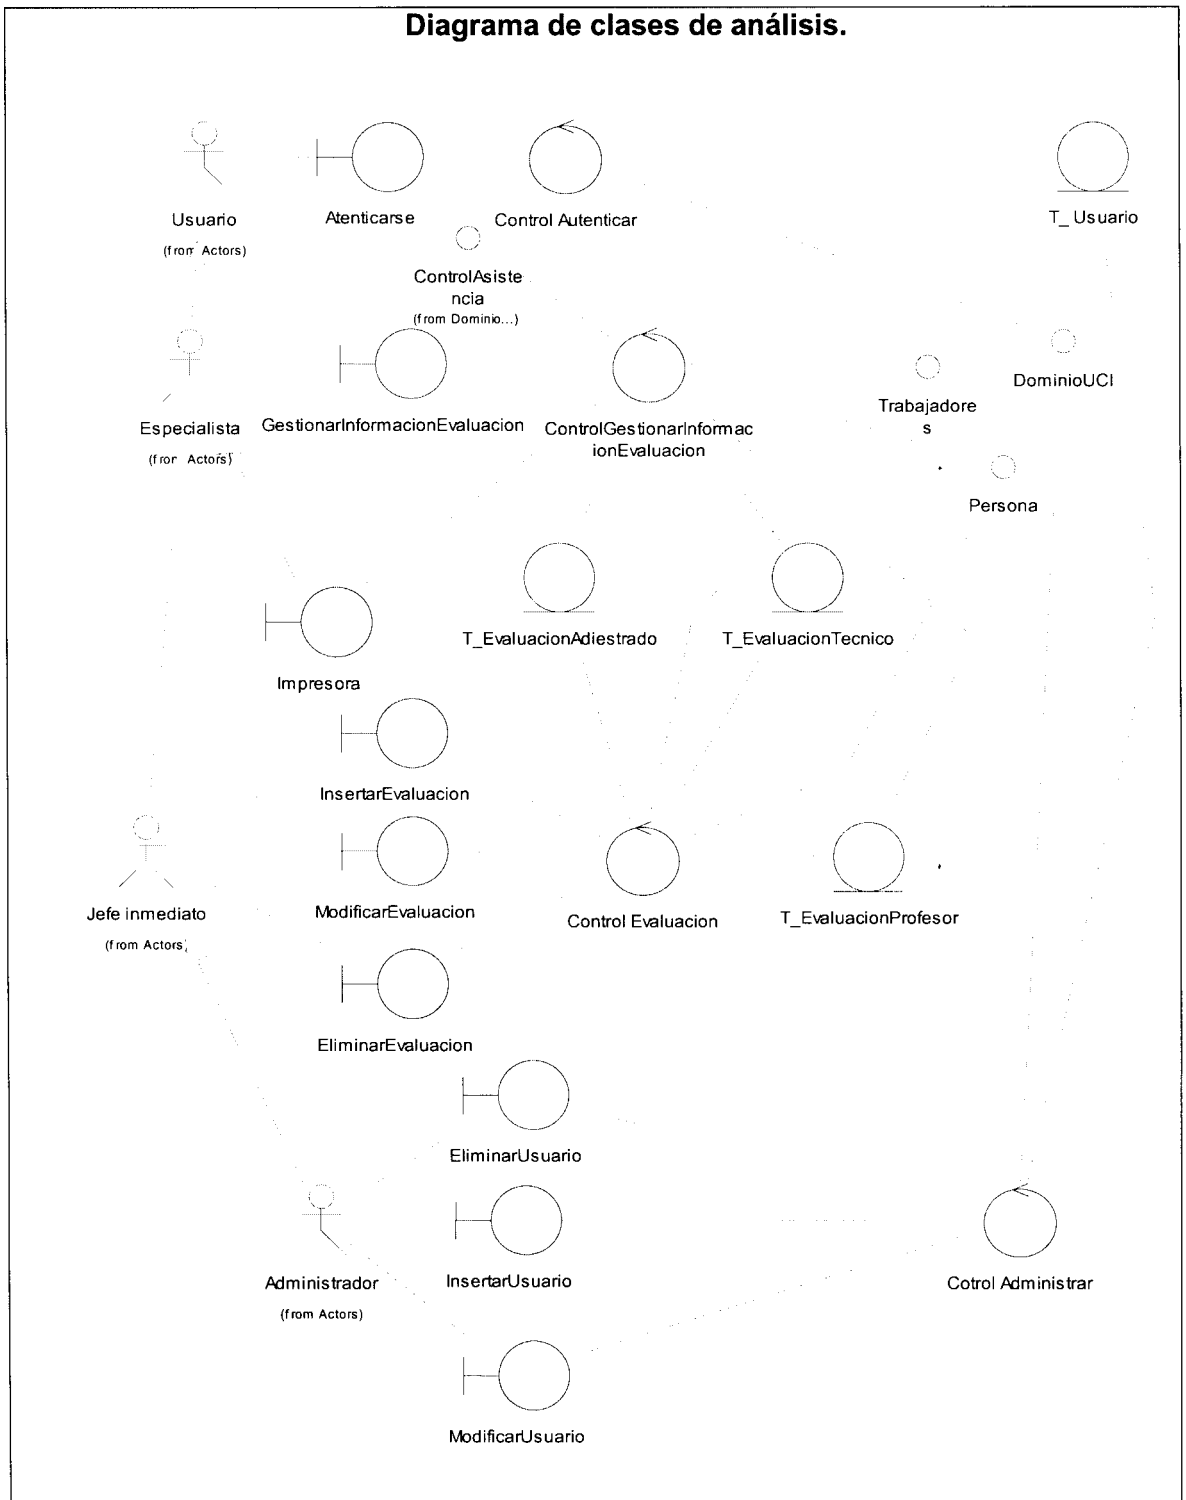 Diagrama de clases de análisis.
Usuario
(from Actors)
Atenticarse
Control Autenticar
T_ Usuario
ControlAsiste
ncia
(from Dominio...)
DominioUCI
Trabajadore
s
Especialista
(from Actors)
GestionarInformacionEvaluacion
ControlGestionarInformac
ionEvaluacion
Persona
T_EvaluacionAdiestrado
T_EvaluacionTecnico
Impresora
InsertarEvaluacion
Jefe inmediato
(from Actors)
ModificarEvaluacion
Control Evaluacion
T_EvaluacionProfesor
EliminarEvaluacion
EliminarUsuario
Administrador
(from Actors)
InsertarUsuario
Cotrol Administrar
ModificarUsuario